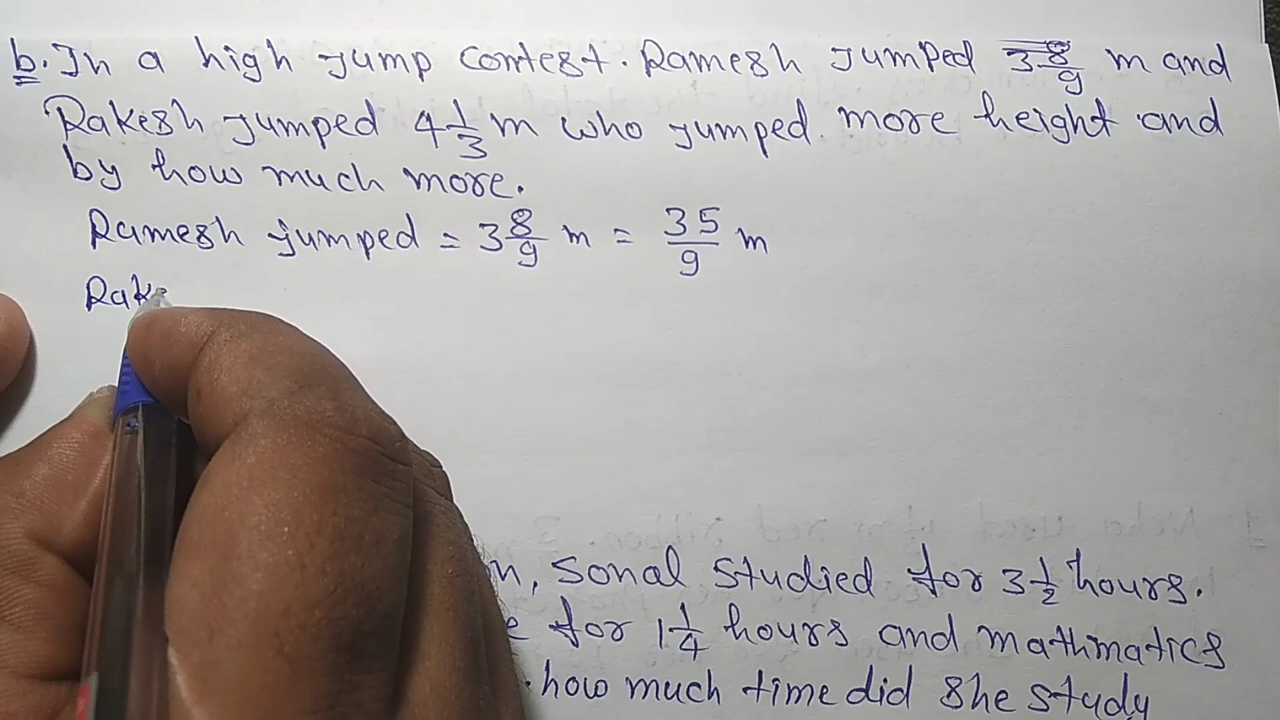 b. In a high jump contest. Ramesh jumped 3 8/9 m and
Rakesh jumped 4 1/3 m who jumped more height and
by how much more.
Ramesh jumped = 3 8/9 m = 35/9 m
Rake
n, sonal studied for 3 1/2 hours.
e for 1 1/4 hours and mathmatics
. how much time did she study